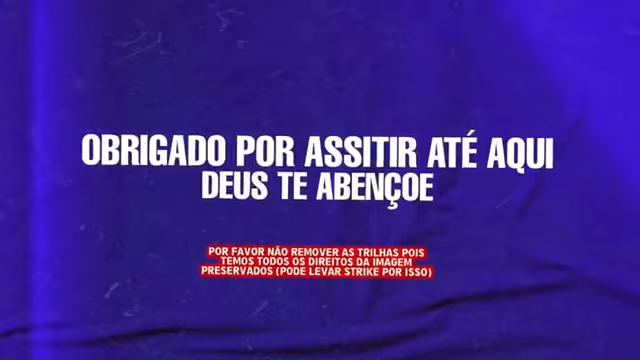 OBRIGADO POR ASSITIR ATÉ AQUI
DEUS TE ABENÇOE
POR FAVOR NÃO REMOVER AS TRILHAS POIS
TEMOS TODOS OS DIREITOS DA IMAGEM
PRESERVADOS (PODE LEVAR STRIKE POR ISSO)